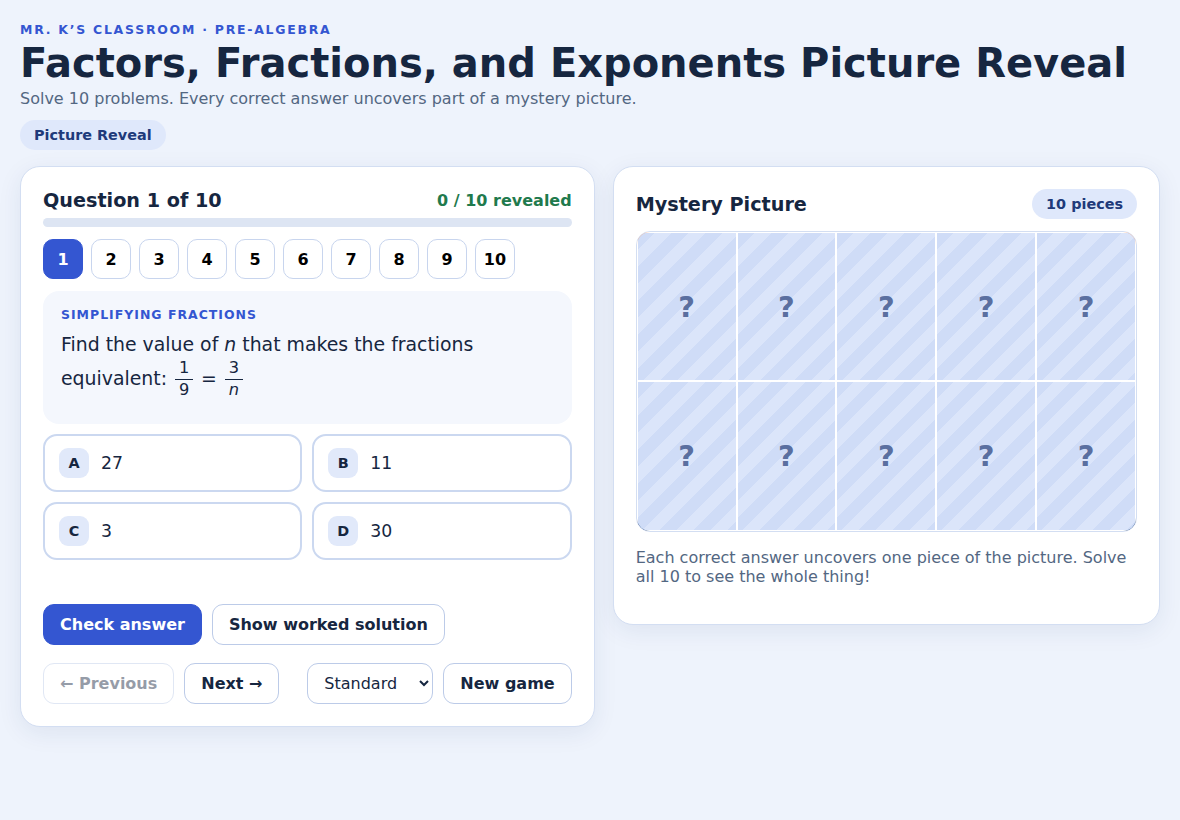 MR. K’S CLASSROOM · PRE-ALGEBRA
Factors, Fractions, and Exponents Picture Reveal
Solve 10 problems. Every correct answer uncovers part of a mystery picture.
Picture Reveal
Question 1 of 10
0 / 10 revealed
1 2 3 4 5 6 7 8 9 10
SIMPLIFYING FRACTIONS
Find the value of n that makes the fractions
equivalent: 1/9 = 3/n
A 27
B 11
C 3
D 30
Check answer
Show worked solution
← Previous
Next →
Standard
New game
Mystery Picture
10 pieces
? ? ? ? ?
? ? ? ? ?
Each correct answer uncovers one piece of the picture. Solve
all 10 to see the whole thing!